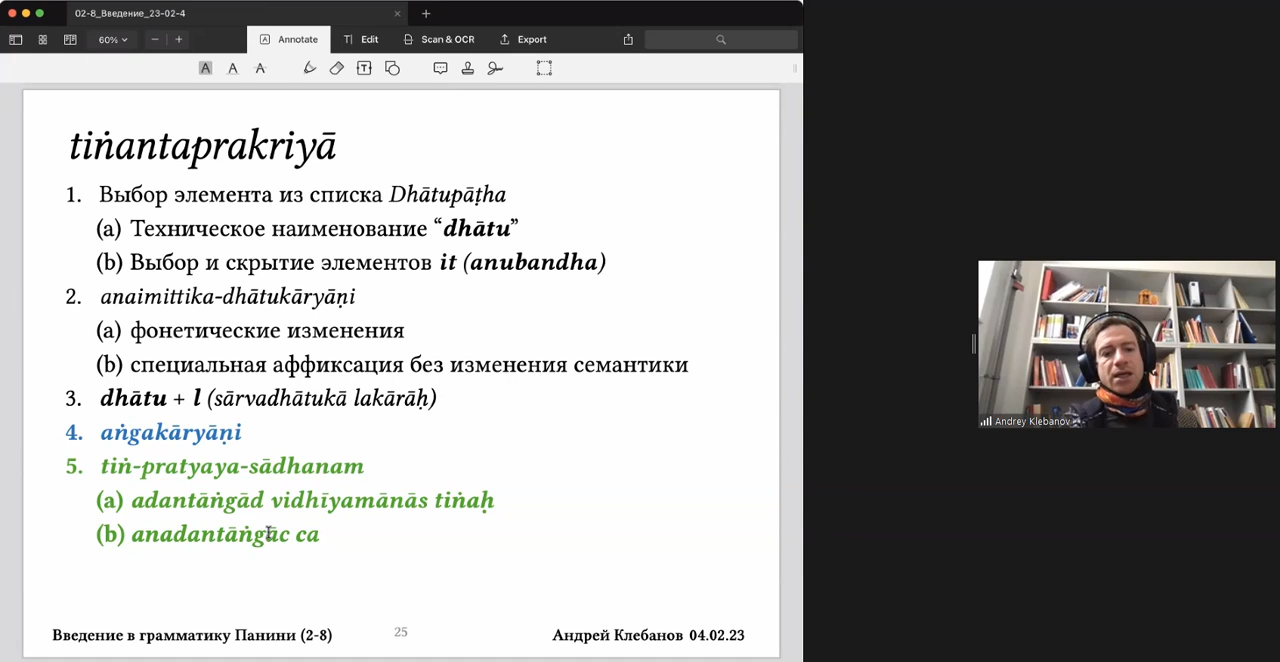 02-8_Введение_23-02-4
60%
Annotate
Edit
Scan & OCR
Export
tiṅantaprakriyā
1. Выбор элемента из списка Dhātupāṭha
(a) Техническое наименование “dhātu”
(b) Выбор и скрытие элементов it (anubandha)
2. anaimittika-dhātukāryāṇi
(a) фонетические изменения
(b) специальная аффиксация без изменения семантики
3. dhātu + l (sārvadhātukā lakārāḥ)
4. aṅgakāryāṇi
5. tiṅ-pratyaya-sādhanam
(a) adantāṅgād vidhīyamānās tiṅaḥ
(b) anadantāṅgāc ca
Введение в грамматику Панини (2-8)
25
Андрей Клебанов 04.02.23
Andrey Klebanov